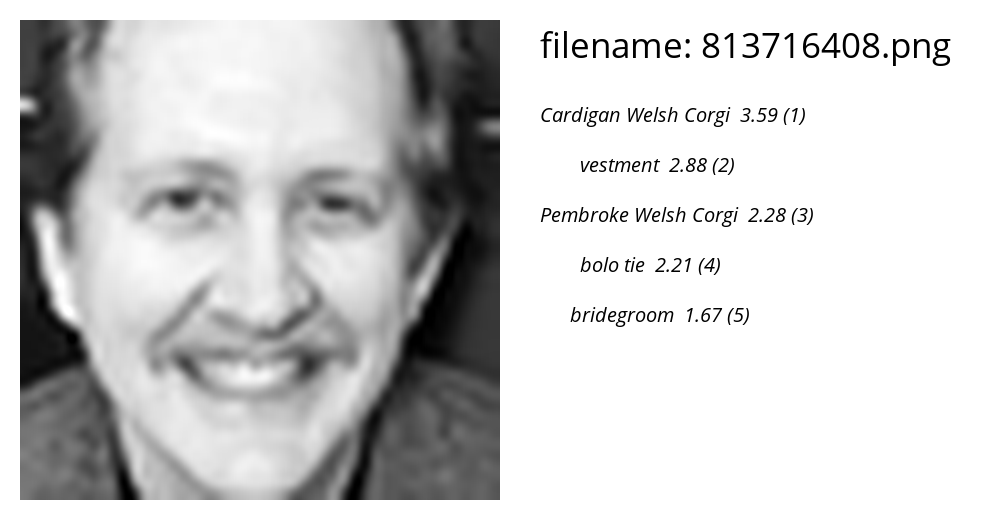 filename: 813716408.png
Cardigan Welsh Corgi 3.59 (1)
vestment 2.88 (2)
Pembroke Welsh Corgi 2.28 (3)
bolo tie 2.21 (4)
bridegroom 1.67 (5)